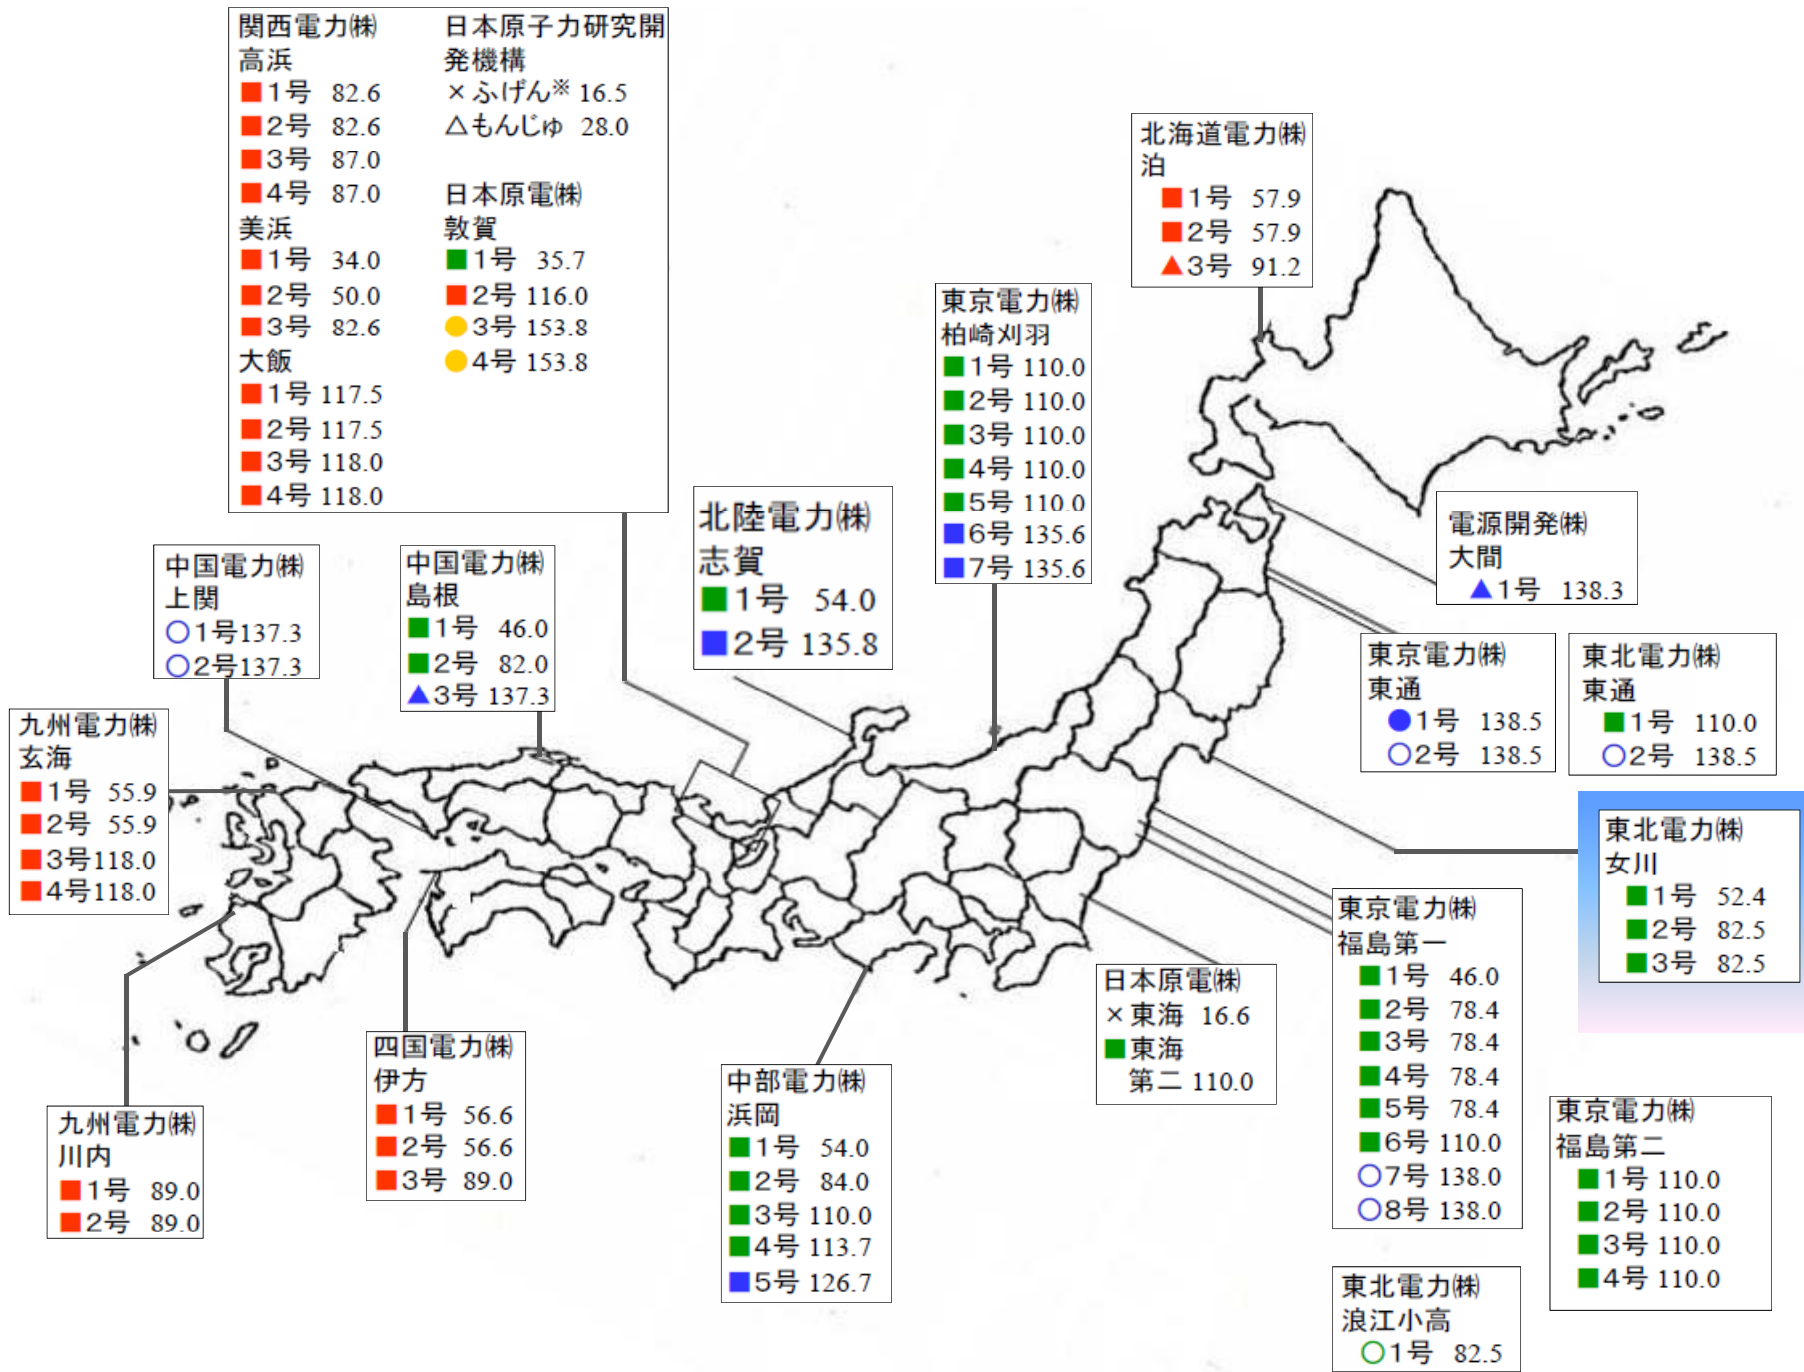 関西電力㈱
高浜
■1号 82.6
■2号 82.6
■3号 87.0
■4号 87.0
美浜
■1号 34.0
■2号 50.0
■3号 82.6
大飯
■1号 117.5
■2号 117.5
■3号 118.0
■4号 118.0
日本原子力研究開
発機構
×ふげん※ 16.5
△もんじゅ 28.0
日本原電㈱
敦賀
■1号 35.7
■2号 116.0
●3号 153.8
●4号 153.8
北海道電力㈱
泊
■1号 57.9
■2号 57.9
▲3号 91.2
東京電力㈱
柏崎刈羽
■1号 110.0
■2号 110.0
■3号 110.0
■4号 110.0
■5号 110.0
■6号 135.6
■7号 135.6
北陸電力㈱
志賀
■1号 54.0
■2号 135.8
電源開発㈱
大間
▲1号 138.3
中国電力㈱
上関
○1号137.3
○2号137.3
中国電力㈱
島根
■1号 46.0
■2号 82.0
▲3号 137.3
東京電力㈱
東通
●1号 138.5
○2号 138.5
東北電力㈱
東通
■1号 110.0
○2号 138.5
九州電力㈱
玄海
■1号 55.9
■2号 55.9
■3号118.0
■4号118.0
東北電力㈱
女川
■1号 52.4
■2号 82.5
■3号 82.5
東京電力㈱
福島第一
■1号 46.0
■2号 78.4
■3号 78.4
■4号 78.4
■5号 78.4
■6号 110.0
○7号 138.0
○8号 138.0
日本原電㈱
×東海 16.6
■東海
第二 110.0
四国電力㈱
伊方
■1号 56.6
■2号 56.6
■3号 89.0
中部電力㈱
浜岡
■1号 54.0
■2号 84.0
■3号 110.0
■4号 113.7
■5号 126.7
九州電力㈱
川内
■1号 89.0
■2号 89.0
東京電力㈱
福島第二
■1号 110.0
■2号 110.0
■3号 110.0
■4号 110.0
東北電力㈱
浪江小高
○1号 82.5